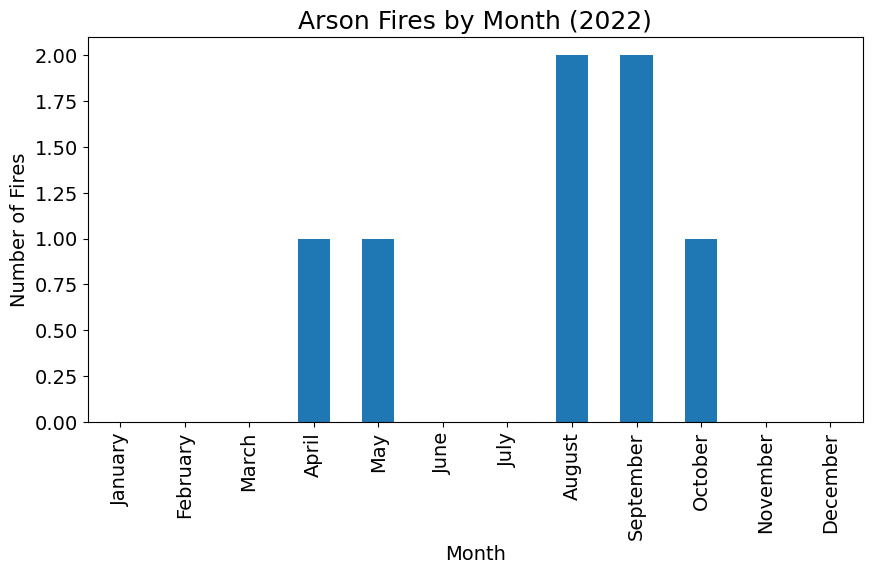 Arson Fires by Month (2022)
Number of Fires
2.00
1.75
1.50
1.25
1.00
0.75
0.50
0.25
0.00
January
February
March
April
May
June
July
August
September
October
November
December
Month